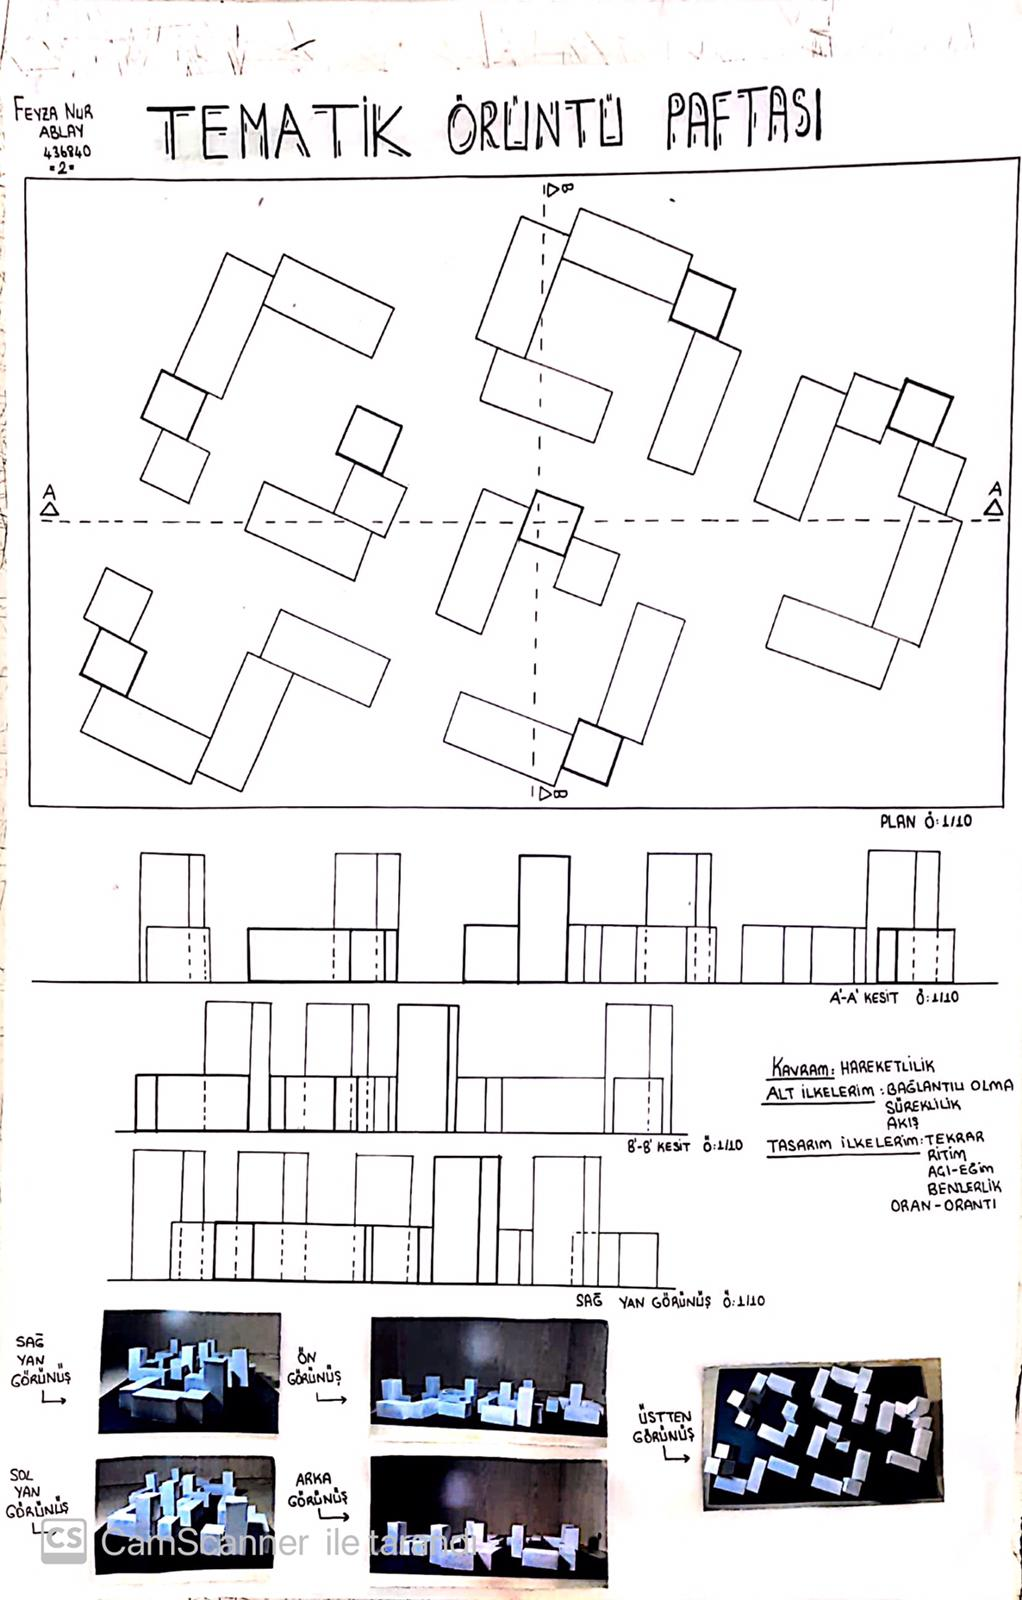 FEYZA NUR
ABLAY
436840
"2"
TEMATİK ÖRÜNTÜ PAFTASI
B
A
A
B
PLAN Ö:1/10
A'-A' KESİT Ö:1/10
B'-B' KESİT Ö:1/10
KAVRAM: HAREKETLİLİK
ALT İLKELERİM: BAĞLANTILI OLMA
SÜREKLİLİK
AKIŞ
TASARIM İLKELERİM: TEKRAR
RİTİM
AÇI-EĞİM
BENZERLİK
ORAN-ORANTI
SAĞ YAN GÖRÜNÜŞ Ö:1/10
SAĞ
YAN
GÖRÜNÜŞ
ÖN
GÖRÜNÜŞ
ÜSTTEN
GÖRÜNÜŞ
SOL
YAN
GÖRÜNÜŞ
ARKA
GÖRÜNÜŞ
CS CamScanner ile tarandı